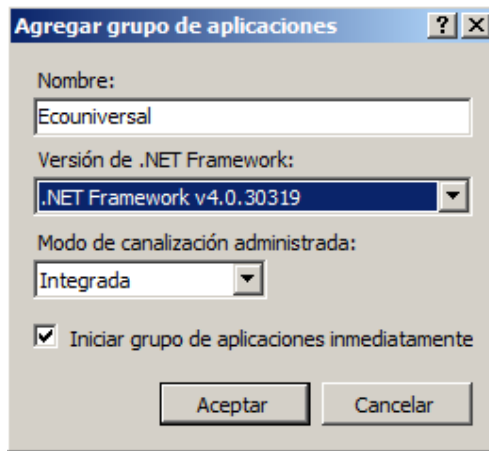 Agregar grupo de aplicaciones
Nombre:
Ecouniversal
Versión de .NET Framework:
.NET Framework v4.0.30319
Modo de canalización administrada:
Integrada
Iniciar grupo de aplicaciones inmediatamente
Aceptar Cancelar